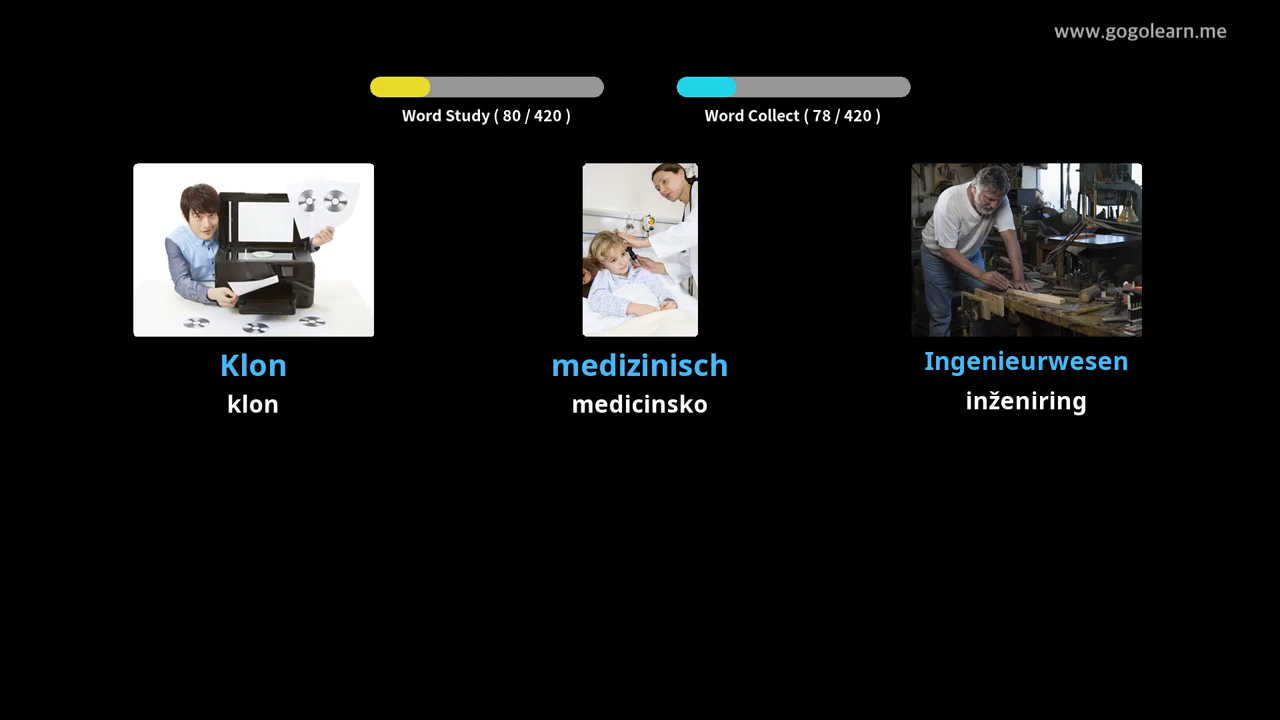 www.gogolearn.me
Word Study ( 80 / 420 )
Word Collect ( 78 / 420 )
Klon
klon
medizinisch
medicinsko
Ingenieurwesen
inženiring